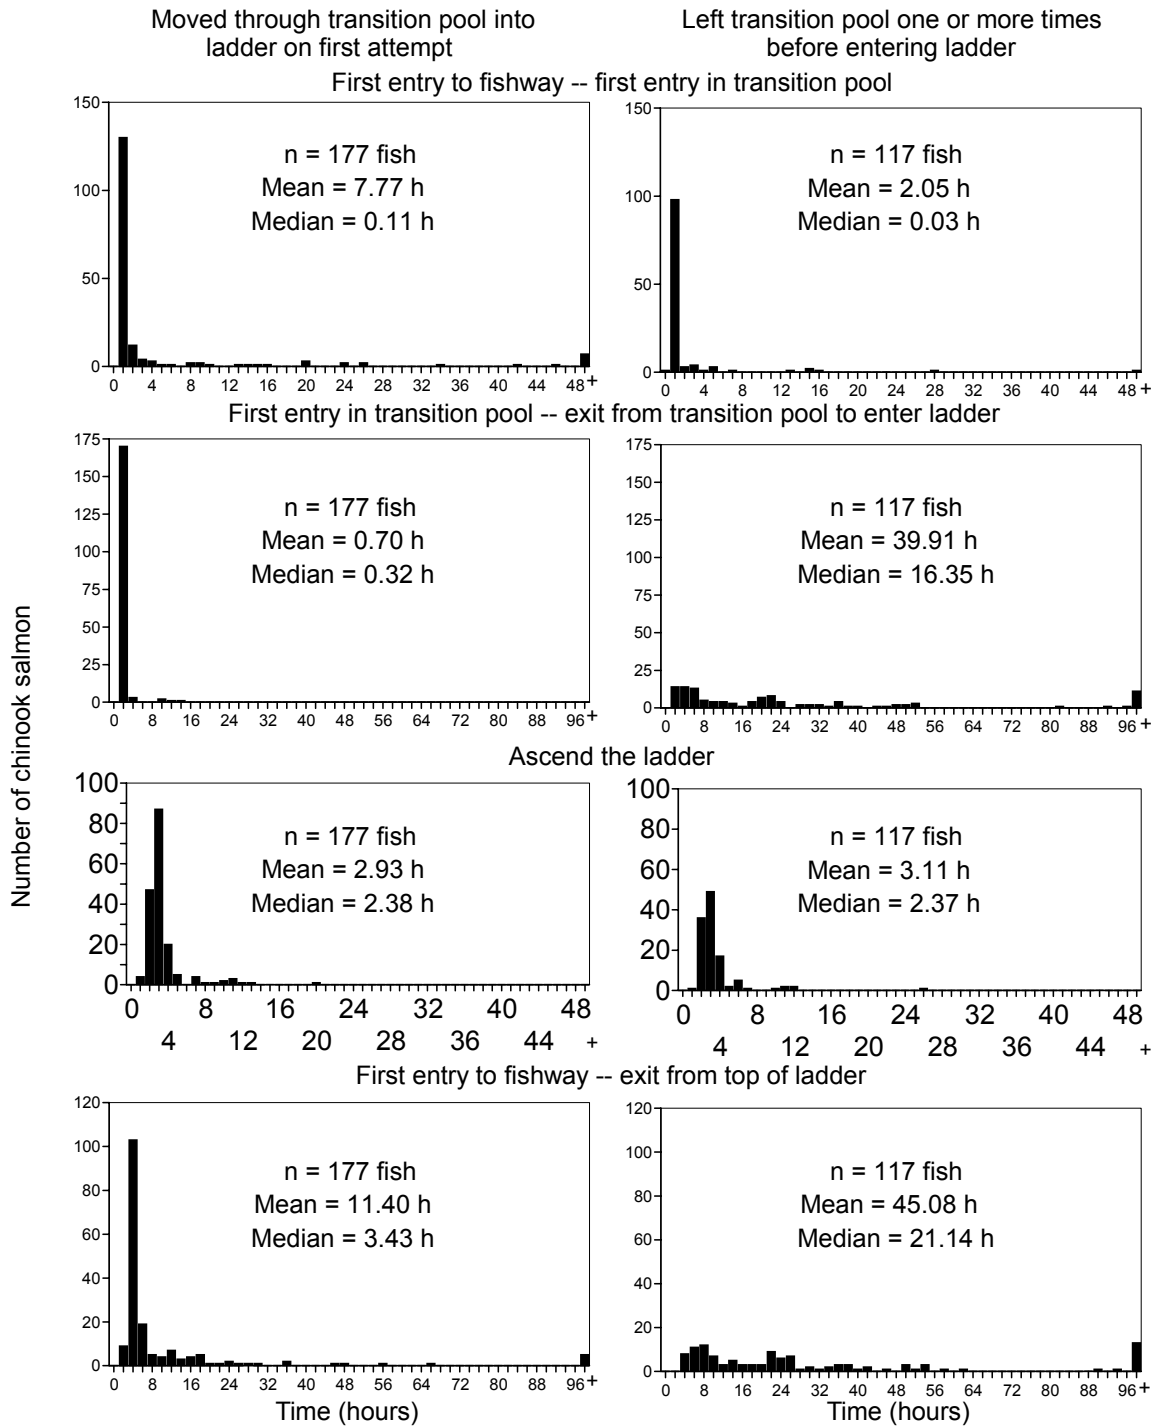 Moved through transition pool into
ladder on first attempt
Left transition pool one or more times
before entering ladder
First entry to fishway -- first entry in transition pool
150
100
50
0
n = 177 fish
Mean = 7.77 h
Median = 0.11 h
0 4 8 12 16 20 24 28 32 36 40 44 48 +
150
100
50
0
n = 117 fish
Mean = 2.05 h
Median = 0.03 h
0 4 8 12 16 20 24 28 32 36 40 44 48 +
First entry in transition pool -- exit from transition pool to enter ladder
175
150
125
100
75
50
25
0
n = 177 fish
Mean = 0.70 h
Median = 0.32 h
0 8 16 24 32 40 48 56 64 72 80 88 96 +
175
150
125
100
75
50
25
0
n = 117 fish
Mean = 39.91 h
Median = 16.35 h
0 8 16 24 32 40 48 56 64 72 80 88 96 +
Number of chinook salmon
Ascend the ladder
100
80
60
40
20
0
n = 177 fish
Mean = 2.93 h
Median = 2.38 h
0 8 16 24 32 40 48
4 12 20 28 36 44 +
100
80
60
40
20
0
n = 117 fish
Mean = 3.11 h
Median = 2.37 h
0 8 16 24 32 40 48
4 12 20 28 36 44 +
First entry to fishway -- exit from top of ladder
120
100
80
60
40
20
0
n = 177 fish
Mean = 11.40 h
Median = 3.43 h
0 8 16 24 32 40 48 56 64 72 80 88 96 +
Time (hours)
120
100
80
60
40
20
0
n = 117 fish
Mean = 45.08 h
Median = 21.14 h
0 8 16 24 32 40 48 56 64 72 80 88 96 +
Time (hours)